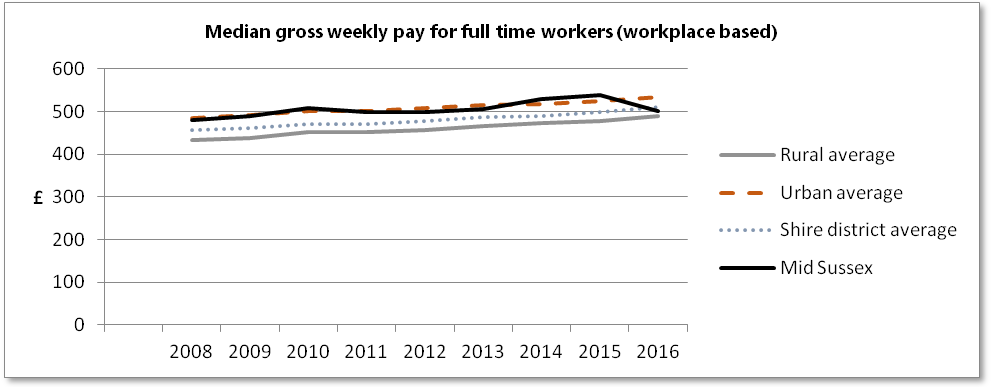 Median gross weekly pay for full time workers (workplace based)
600
500
400
300
200
100
0
£
2008 2009 2010 2011 2012 2013 2014 2015 2016
Rural average
Urban average
Shire district average
Mid Sussex